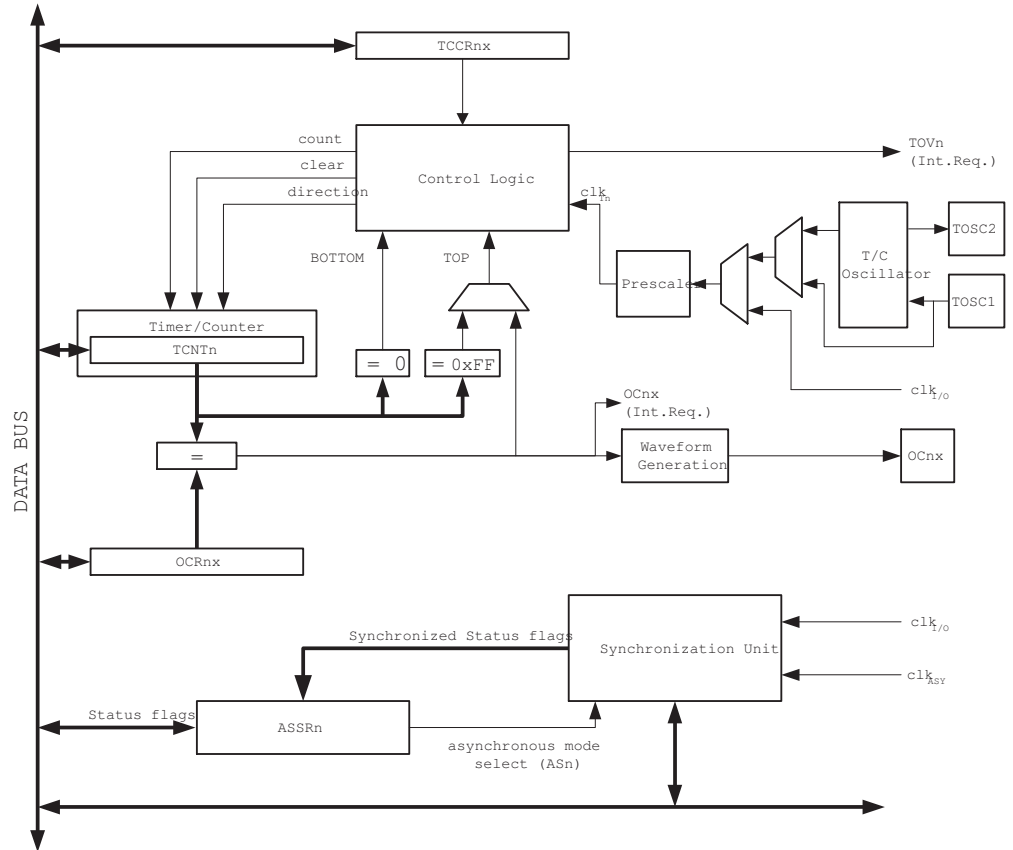 TCCRnx
count
clear
direction
Control Logic
TOVn
(Int.Req.)
clkTn
BOTTOM
TOP
Prescaler
T/C
Oscillator
TOSC2
TOSC1
Timer/Counter
TCNTn
= 0
= 0xFF
clkI/O
OCnx
(Int.Req.)
=
Waveform
Generation
OCnx
DATA BUS
OCRnx
Synchronized Status flags
Synchronization Unit
clkI/O
clkASY
Status flags
ASSRn
asynchronous mode
select (ASn)